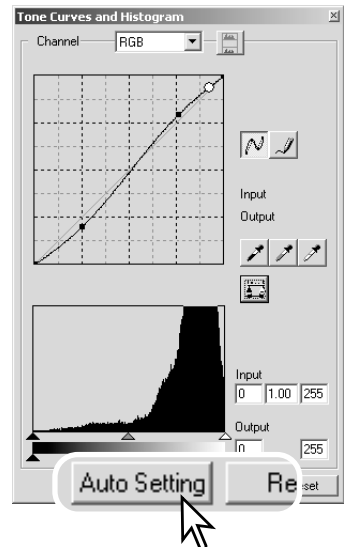 Tone Curves and Histogram
Channel RGB
Input
Output
Input
0 1.00 255
Output
0 255
Auto Setting Re set